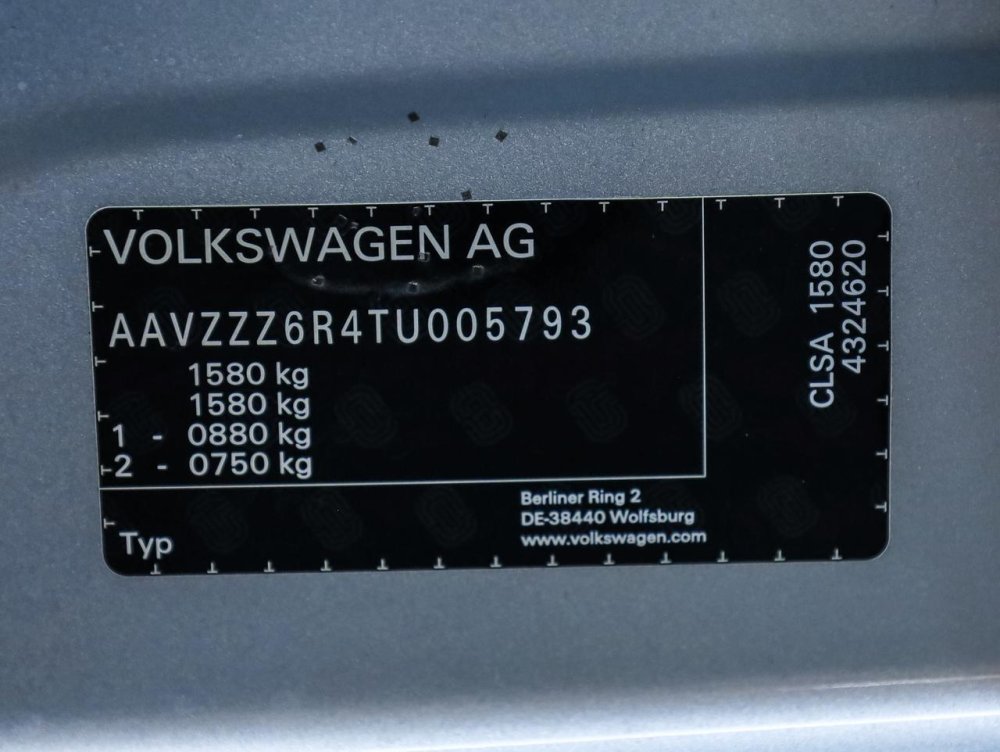 VOLKSWAGEN AG
AAVZZZ6R4TU005793
1580 kg
1580 kg
1 - 0880 kg
2 - 0750 kg
Typ
Berliner Ring 2
DE-38440 Wolfsburg
www.volkswagen.com
CLSA 1580
4324620